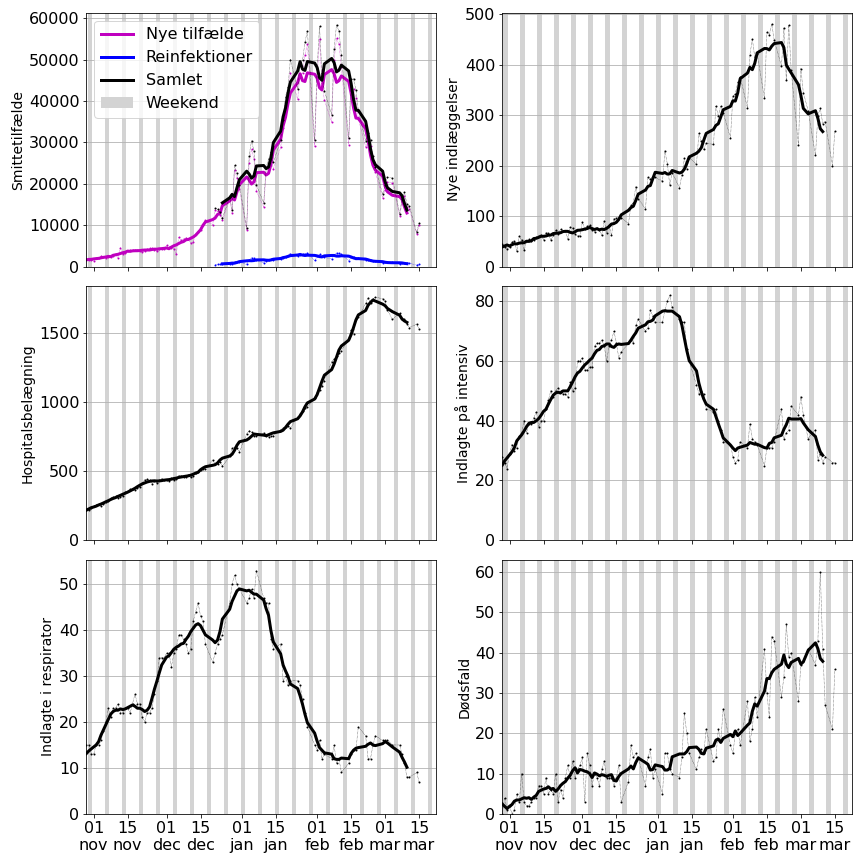 60000
50000
40000
30000
20000
10000
0
Smittetilfælde
Nye tilfælde
Reinfektioner
Samlet
Weekend
500
400
300
200
100
0
Nye indlæggelser
1500
1000
500
0
Hospitalsbelægning
80
60
40
20
0
Indlagte på intensiv
50
40
30
20
10
0
Indlagte i respirator
01 15 01 15 01 15 01 15 01 15
nov nov dec dec jan jan feb feb mar mar
60
50
40
30
20
10
0
Dødsfald
01 15 01 15 01 15 01 15 01 15
nov nov dec dec jan jan feb feb mar mar